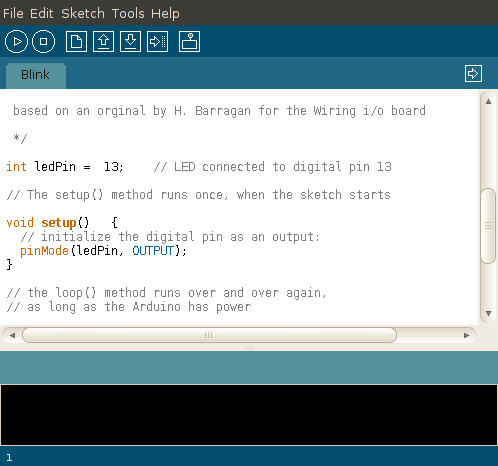 File Edit Sketch Tools Help
Blink
based on an orginal by H. Barragan for the Wiring i/o board
*/
int ledPin =  13;    // LED connected to digital pin 13
// The setup() method runs once, when the sketch starts
void setup()   {
// initialize the digital pin as an output:
pinMode(ledPin, OUTPUT);
}
// the loop() method runs over and over again,
// as long as the Arduino has power
1